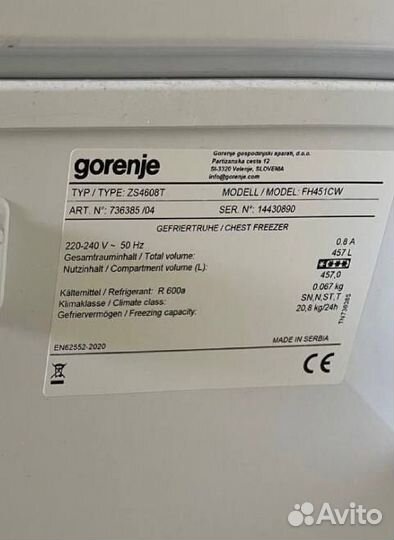 gorenje
Gorenje gospodinjski aparati, d.o.o.
Partizanska cesta 12
SI-3320 Velenje, SLOVENIA
info@gorenje.com
TYP / TYPE: ZS4608T MODELL / MODEL: FH451CW
ART. N°: 736385 /04 SER. N°: 14430890
GEFRIERTRUHE / CHEST FREEZER
220-240 V ~ 50 Hz 0.8 A
Gesamtrauminhalt / Total volume: 457 L
Nutzinhalt / Compartment volume (L): 457,0
Kältemittel / Refrigerant: R 600a 0.067 kg
Klimaklasse / Climate class: SN,N,ST,T
Gefriervermögen / Freezing capacity: 20,8 kg/24h
TN736385
EN62552-2020
MADE IN SERBIA
CE
Avito